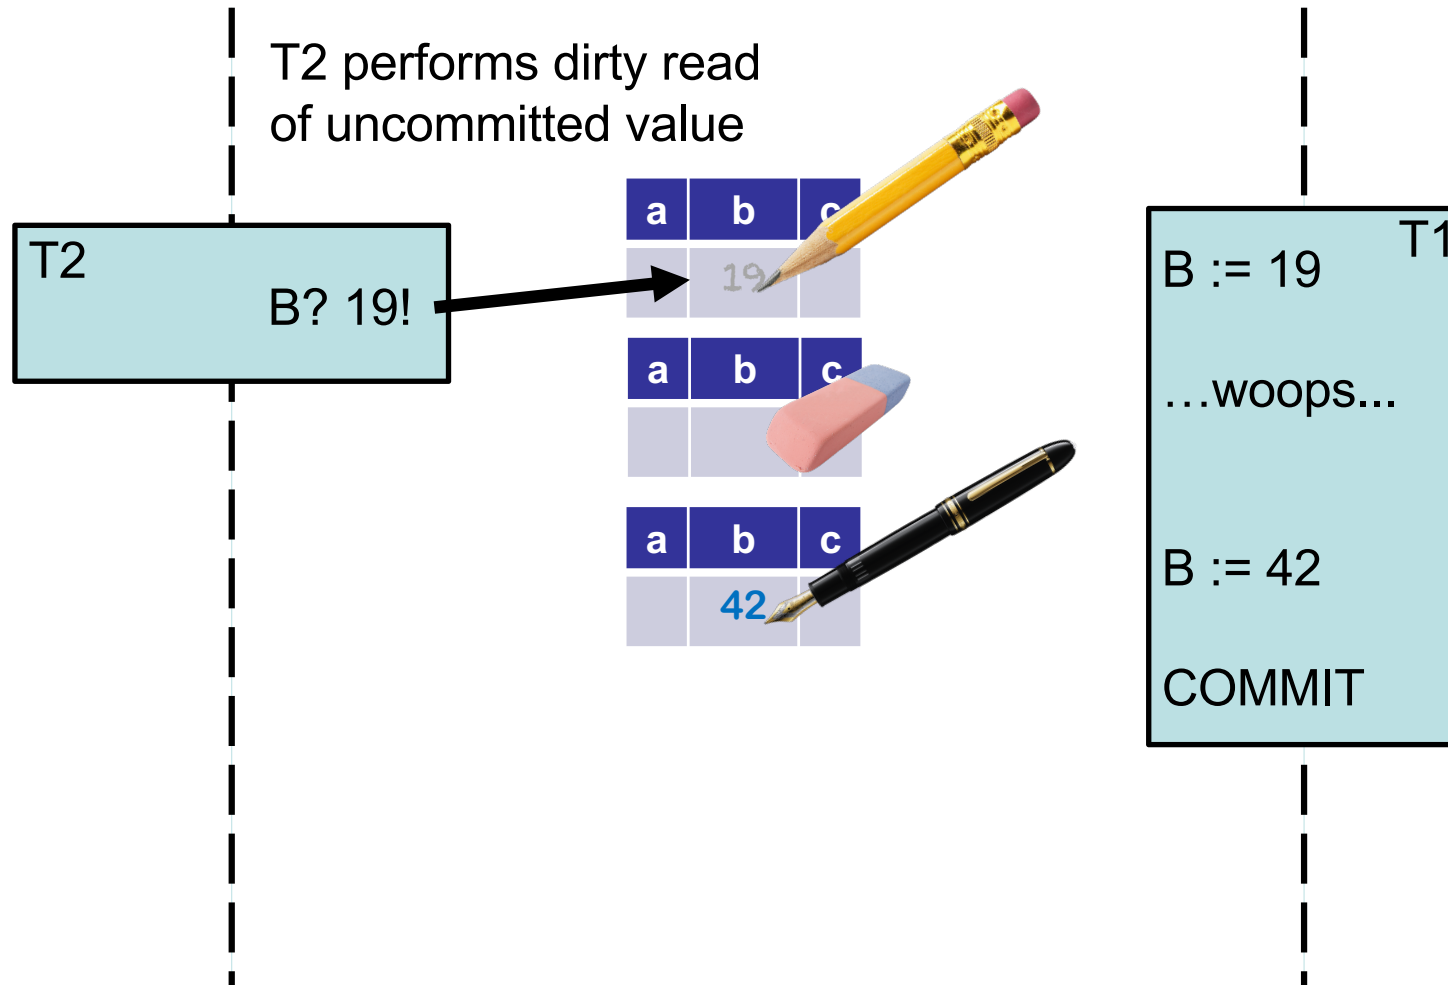 T2 performs dirty read
of uncommitted value
T2
B? 19!
a b c
19
a b c
a b c
42
T1
B := 19
…woops...
B := 42
COMMIT